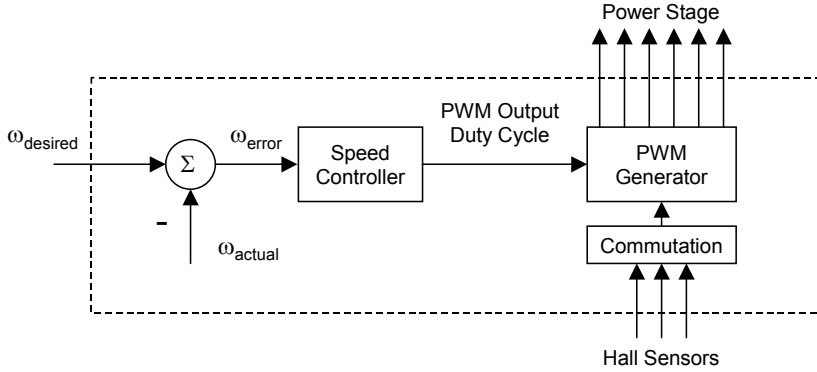 Power Stage
PWM Output
Duty Cycle
ωdesired
ωerror
Σ
Speed
Controller
PWM
Generator
-
ωactual
Commutation
Hall Sensors